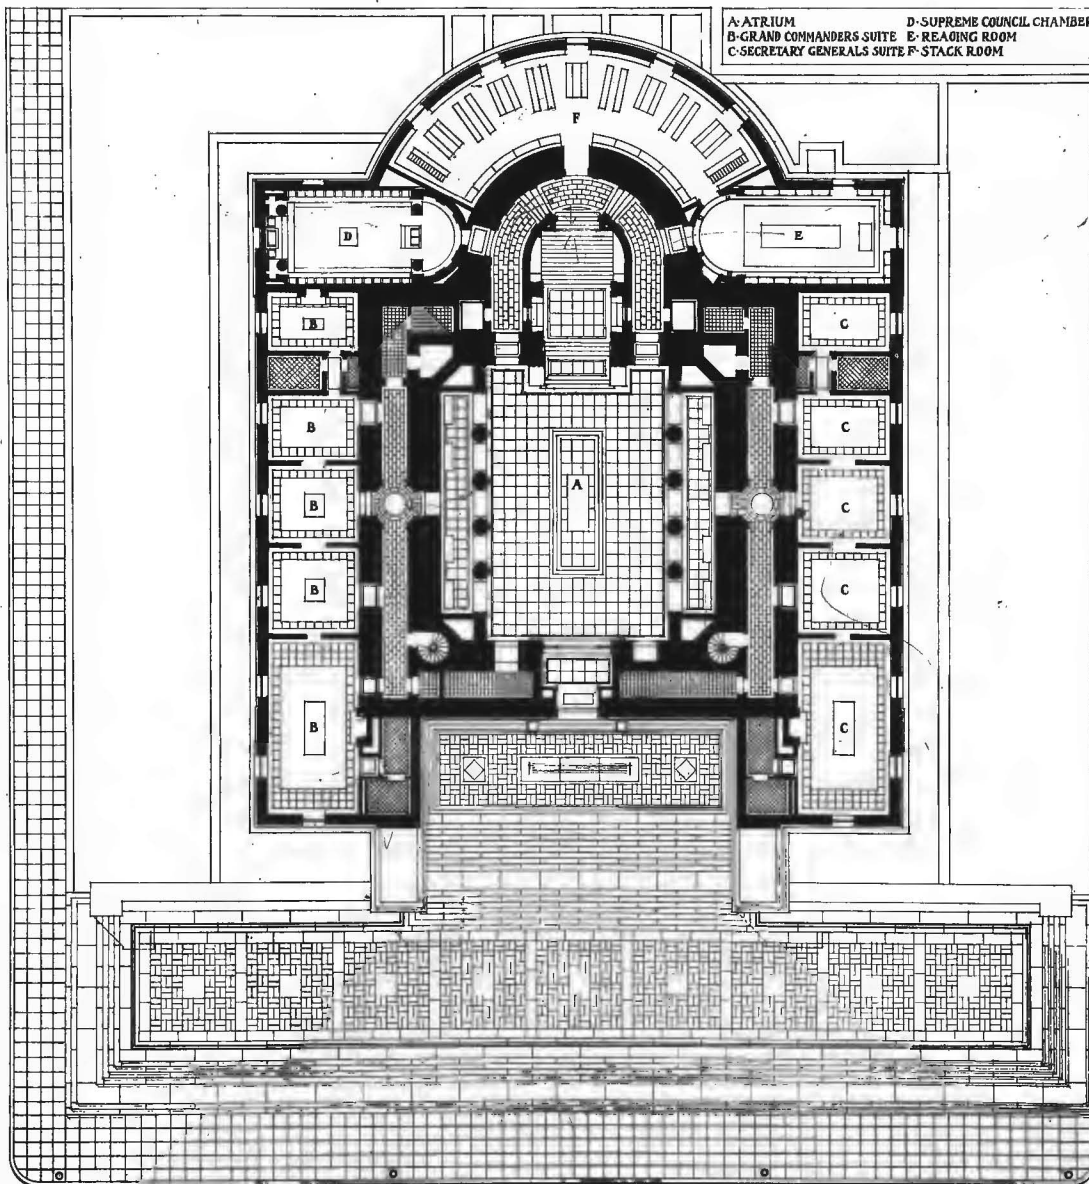 A·ATRIUM D·SUPREME COUNCIL CHAMBER
B·GRAND COMMANDERS SUITE E·READING ROOM
C·SECRETARY GENERALS SUITE F·STACK ROOM
F
D
E
B
C
B
C
A
B
C
B
C
B
C